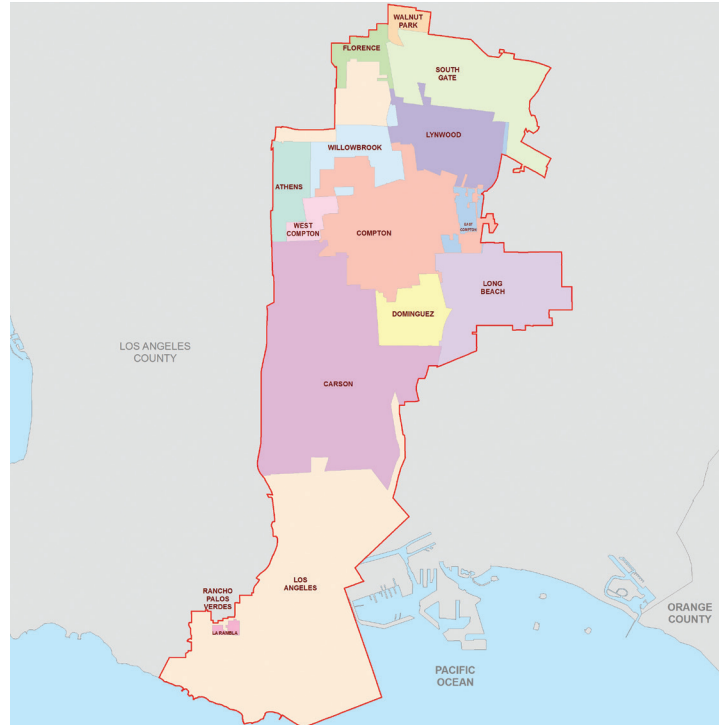 WALNUT
PARK
FLORENCE
SOUTH
GATE
LYNWOOD
WILLOWBROOK
ATHENS
WEST
COMPTON
COMPTON
EAST
COMPTON
LONG
BEACH
DOMINGUEZ
LOS ANGELES
COUNTY
CARSON
LOS
ANGELES
RANCHO
PALOS
VERDES
LA RAMBLA
ORANGE
COUNTY
PACIFIC
OCEAN